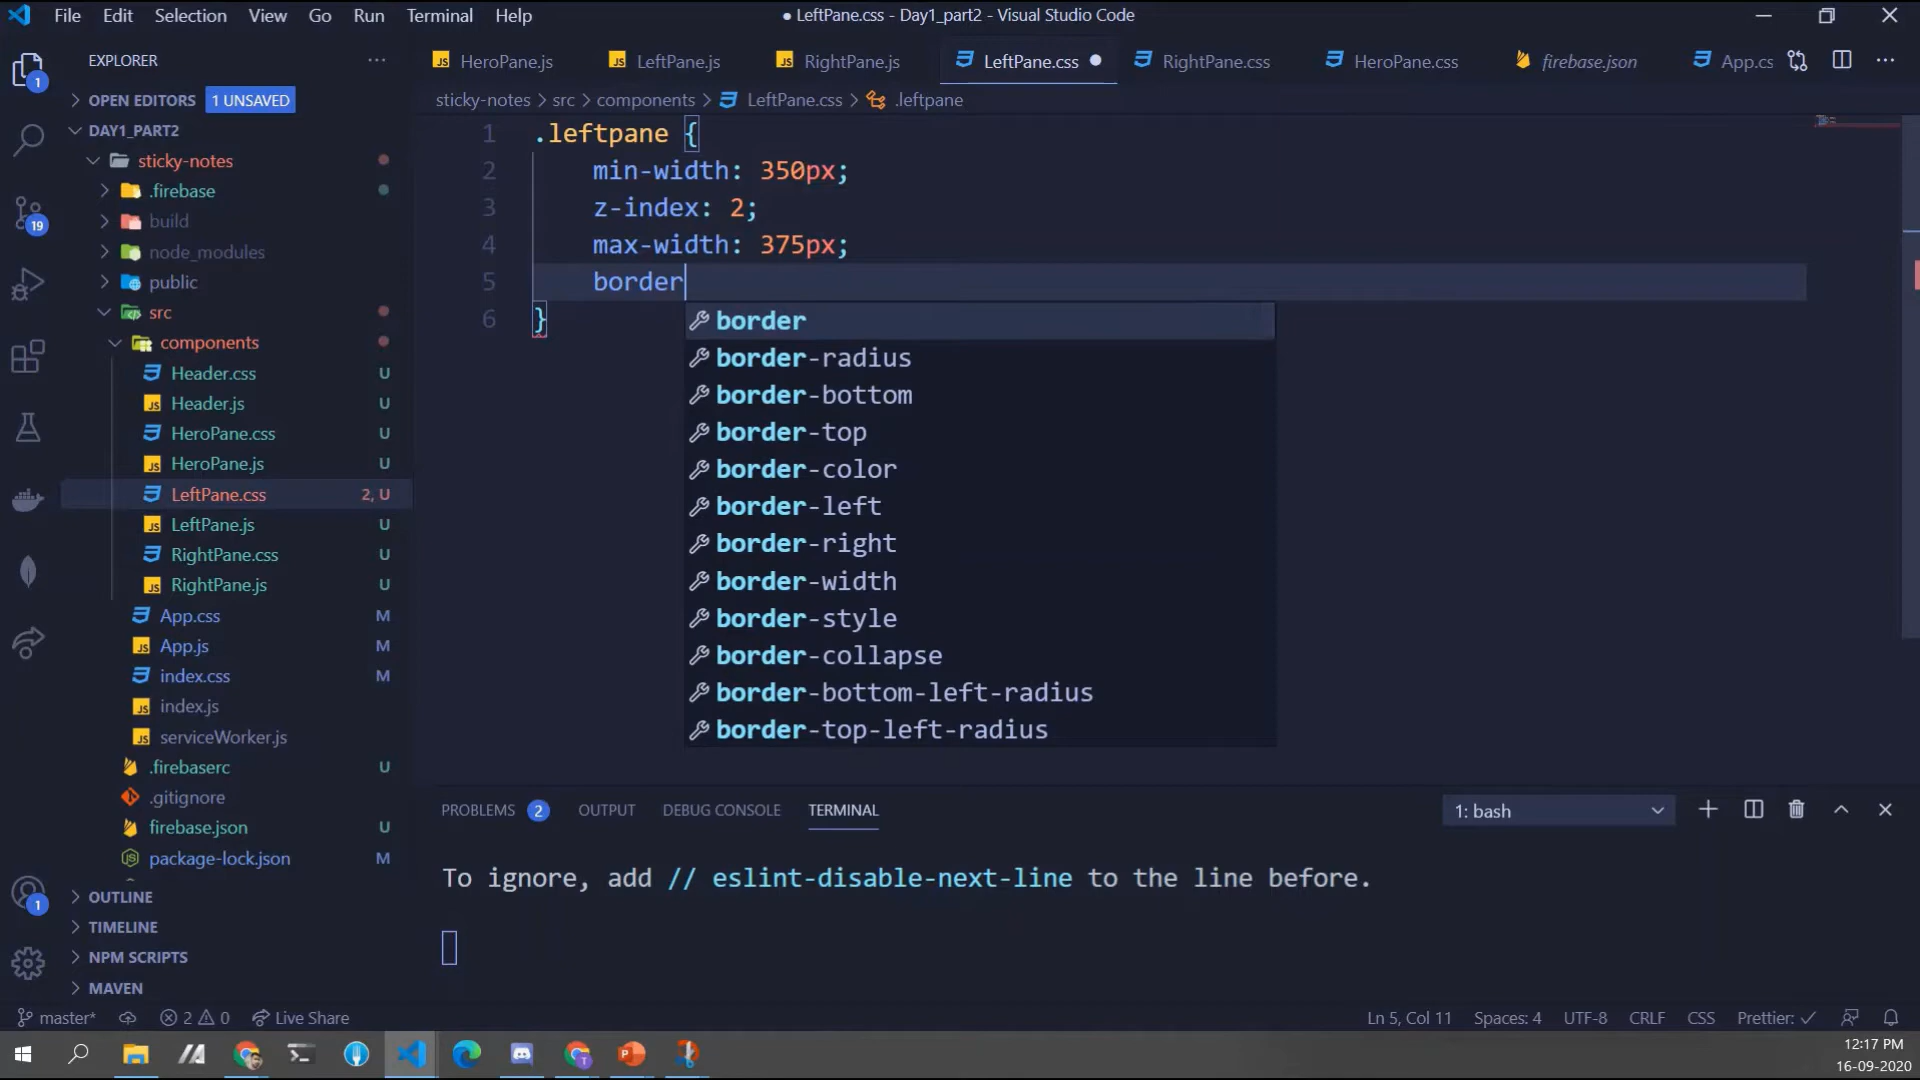 File Edit Selection View Go Run Terminal Help
● LeftPane.css - Day1_part2 - Visual Studio Code
EXPLORER
HeroPane.js
LeftPane.js
RightPane.js
LeftPane.css
RightPane.css
HeroPane.css
firebase.json
App.cs
1
19
1
OPEN EDITORS 1 UNSAVED
DAY1_PART2
sticky-notes
.firebase
build
node_modules
public
src
components
Header.css U
Header.js U
HeroPane.css U
HeroPane.js U
LeftPane.css 2, U
LeftPane.js U
RightPane.css U
RightPane.js U
App.css M
App.js M
index.css M
index.js
serviceWorker.js
.firebaserc U
.gitignore
firebase.json U
package-lock.json M
OUTLINE
TIMELINE
NPM SCRIPTS
MAVEN
sticky-notes > src > components > LeftPane.css > .leftpane
1 .leftpane {
2 min-width: 350px;
3 z-index: 2;
4 max-width: 375px;
5 border
6 }
border
border-radius
border-bottom
border-top
border-color
border-left
border-right
border-width
border-style
border-collapse
border-bottom-left-radius
border-top-left-radius
PROBLEMS 2 OUTPUT DEBUG CONSOLE TERMINAL
1: bash
To ignore, add // eslint-disable-next-line to the line before.
master* 2 0 Live Share
Ln 5, Col 11 Spaces: 4 UTF-8 CRLF CSS Prettier: ✓
12:17 PM
16-09-2020